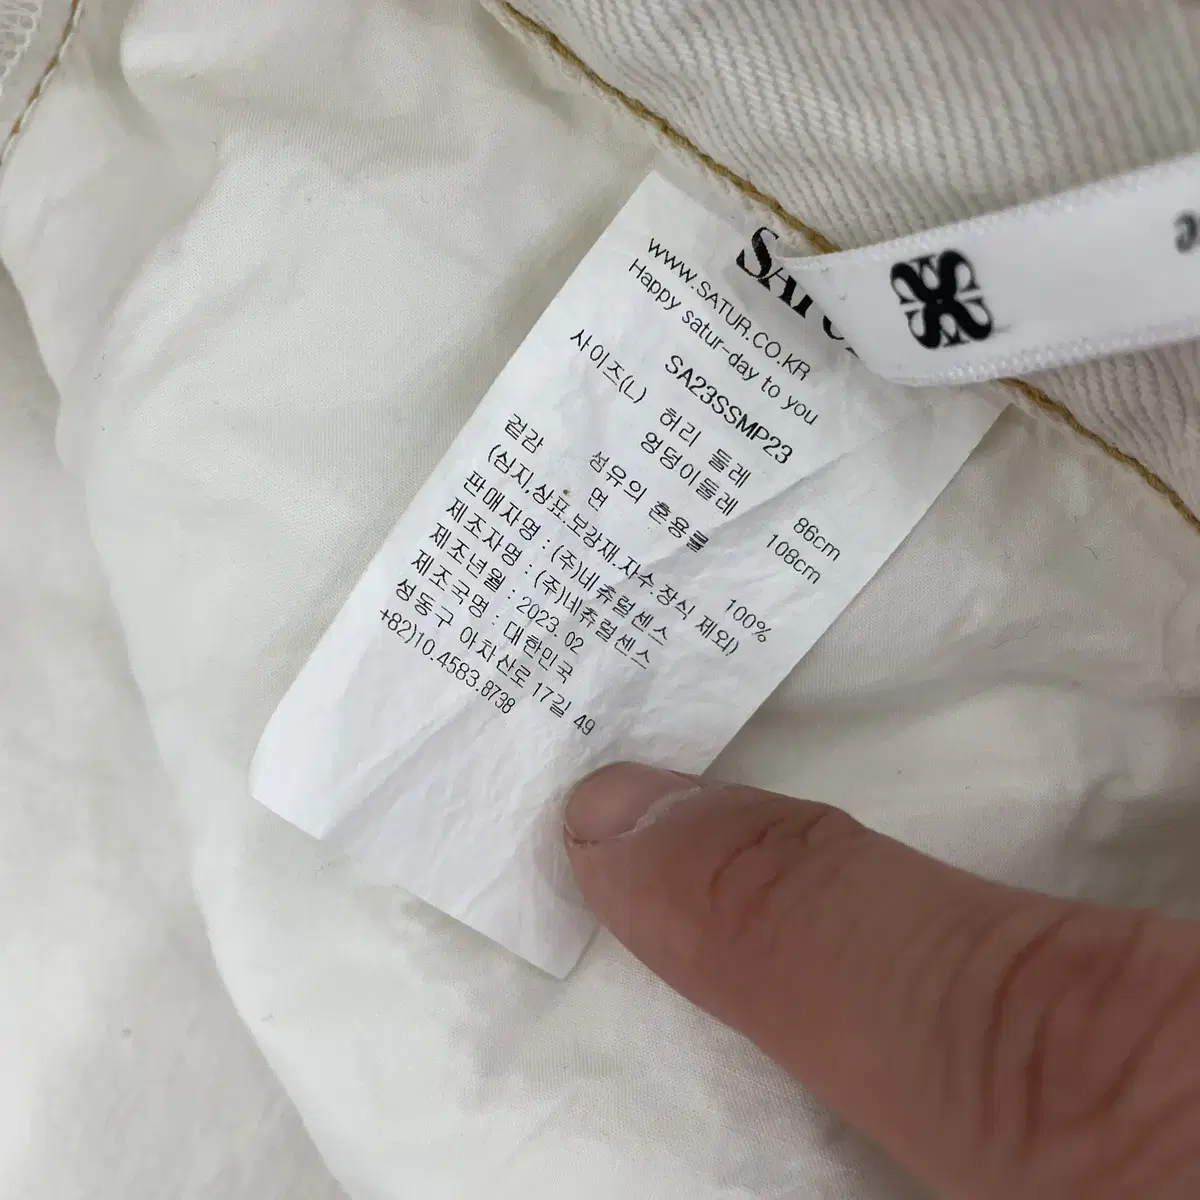 WWW.SATUR.CO.KR
Happy satur-day to you
SA23SSMP23
사이즈(L) 허리 둘레 86cm
엉덩이둘레 108cm
섬유의 혼용률
겉감 면 100%
(심지,상표.보강재.자수.장식 제외)
판매자명 : (주)네츄럴센스
제조자명 : (주)네츄럴센스
제조년월 : 2023. 02
제조국명 : 대한민국
성동구 아차산로 17길 49
+82)10.4583.8738